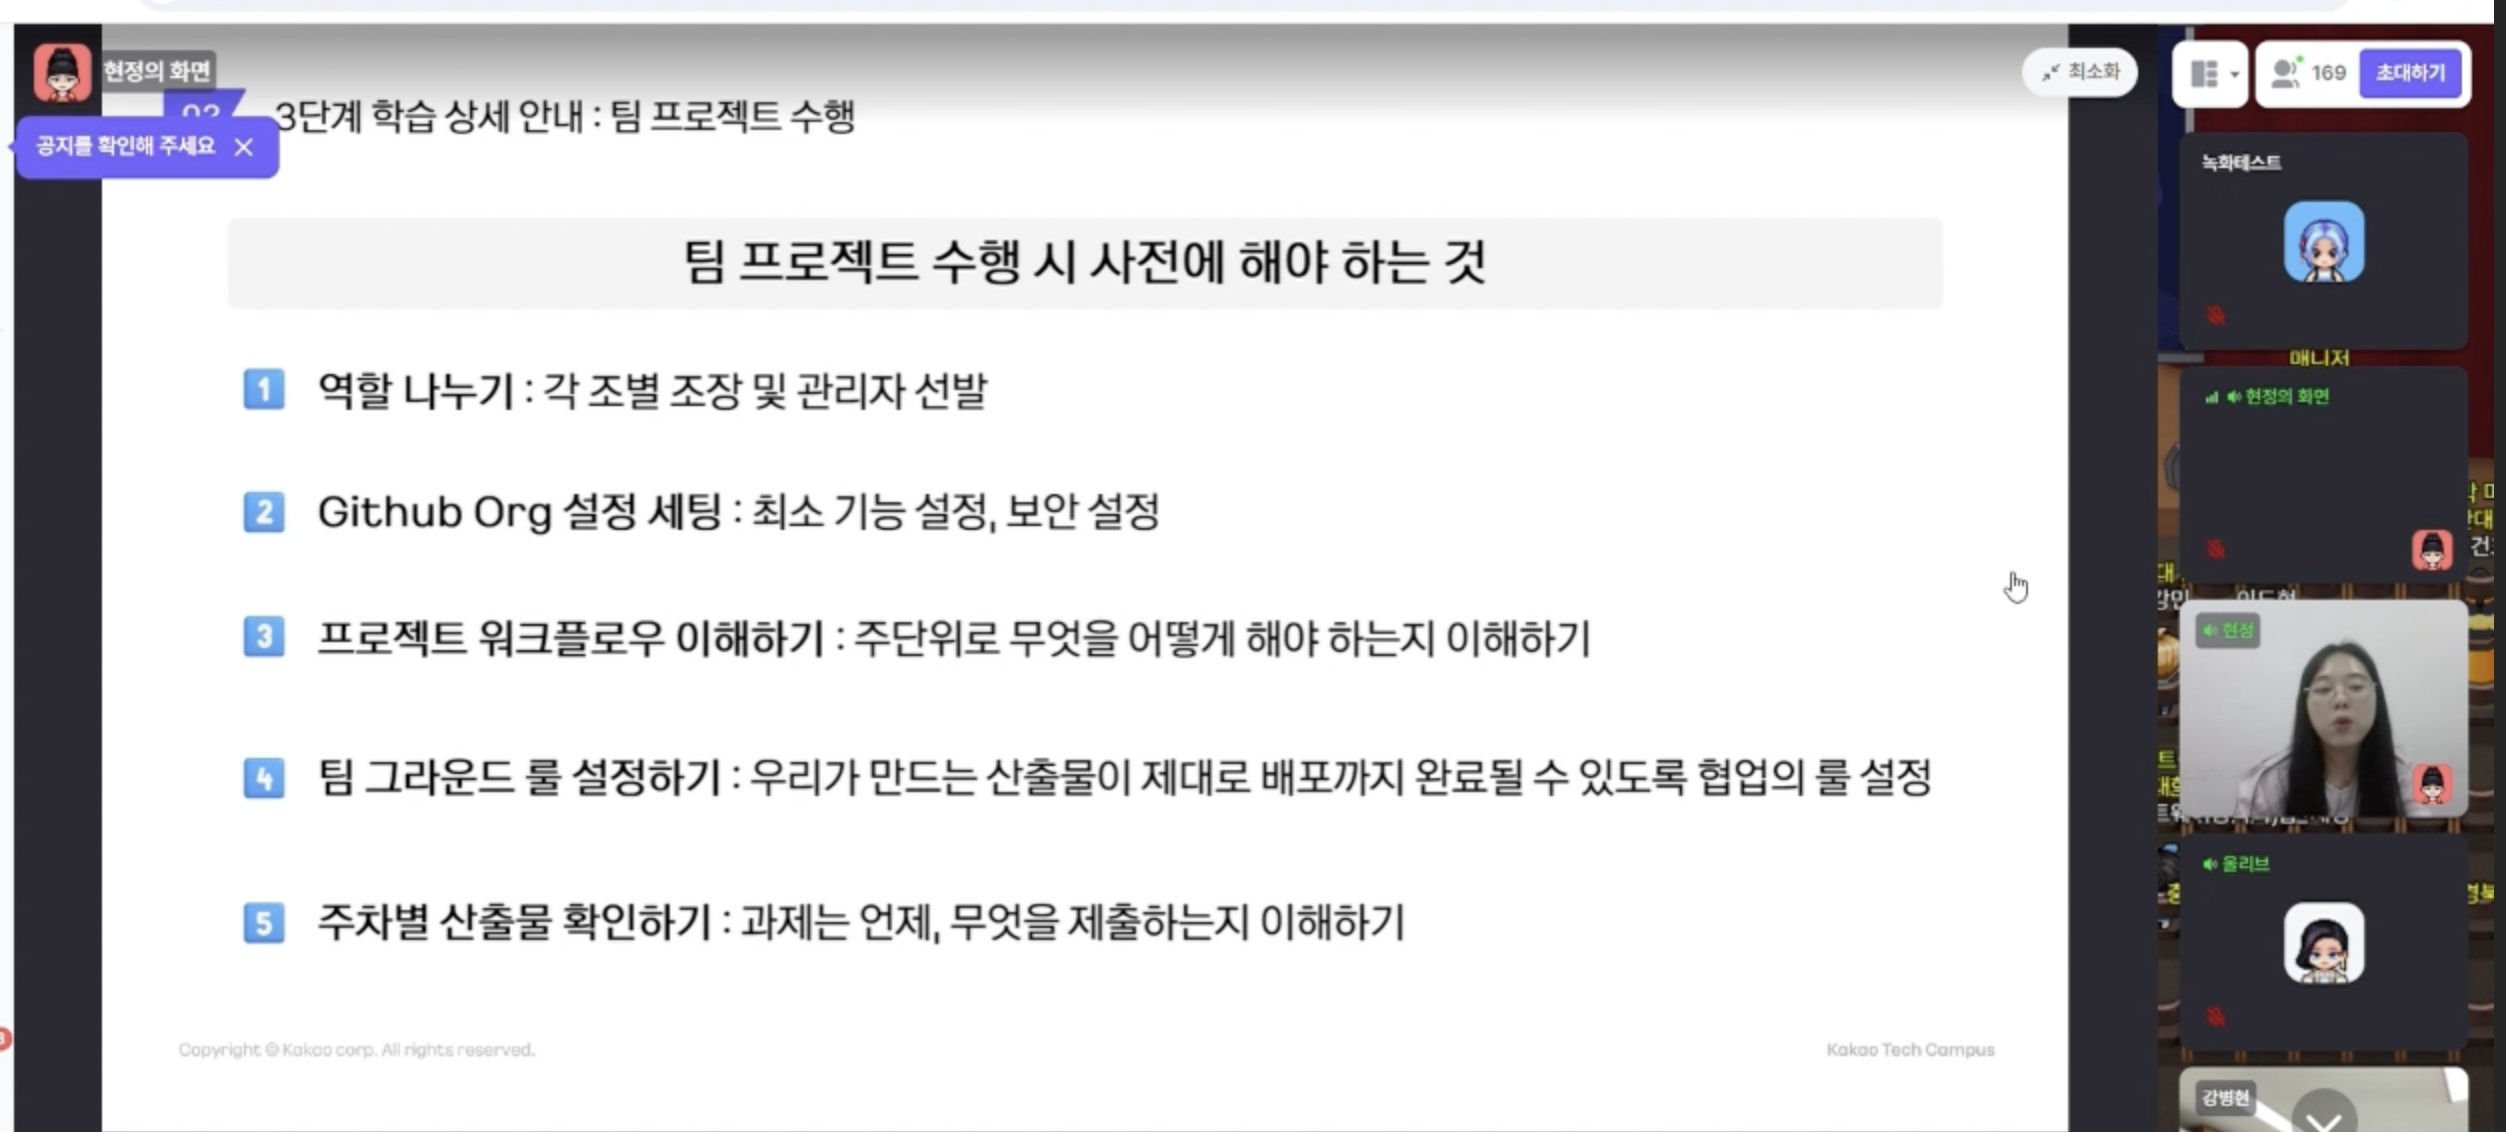 현정의 화면
02
3단계 학습 상세 안내 : 팀 프로젝트 수행
공지를 확인해 주세요
최소화
169
초대하기
팀 프로젝트 수행 시 사전에 해야 하는 것
1 역할 나누기 : 각 조별 조장 및 관리자 선발
2 Github Org 설정 세팅 : 최소 기능 설정, 보안 설정
3 프로젝트 워크플로우 이해하기 : 주단위로 무엇을 어떻게 해야 하는지 이해하기
4 팀 그라운드 룰 설정하기 : 우리가 만드는 산출물이 제대로 배포까지 완료될 수 있도록 협업의 룰 설정
5 주차별 산출물 확인하기 : 과제는 언제, 무엇을 제출하는지 이해하기
Copyright © Kakao corp. All rights reserved.
Kakao Tech Campus
녹화테스트
매니저
현정의 화면
현정
올리브
강병현